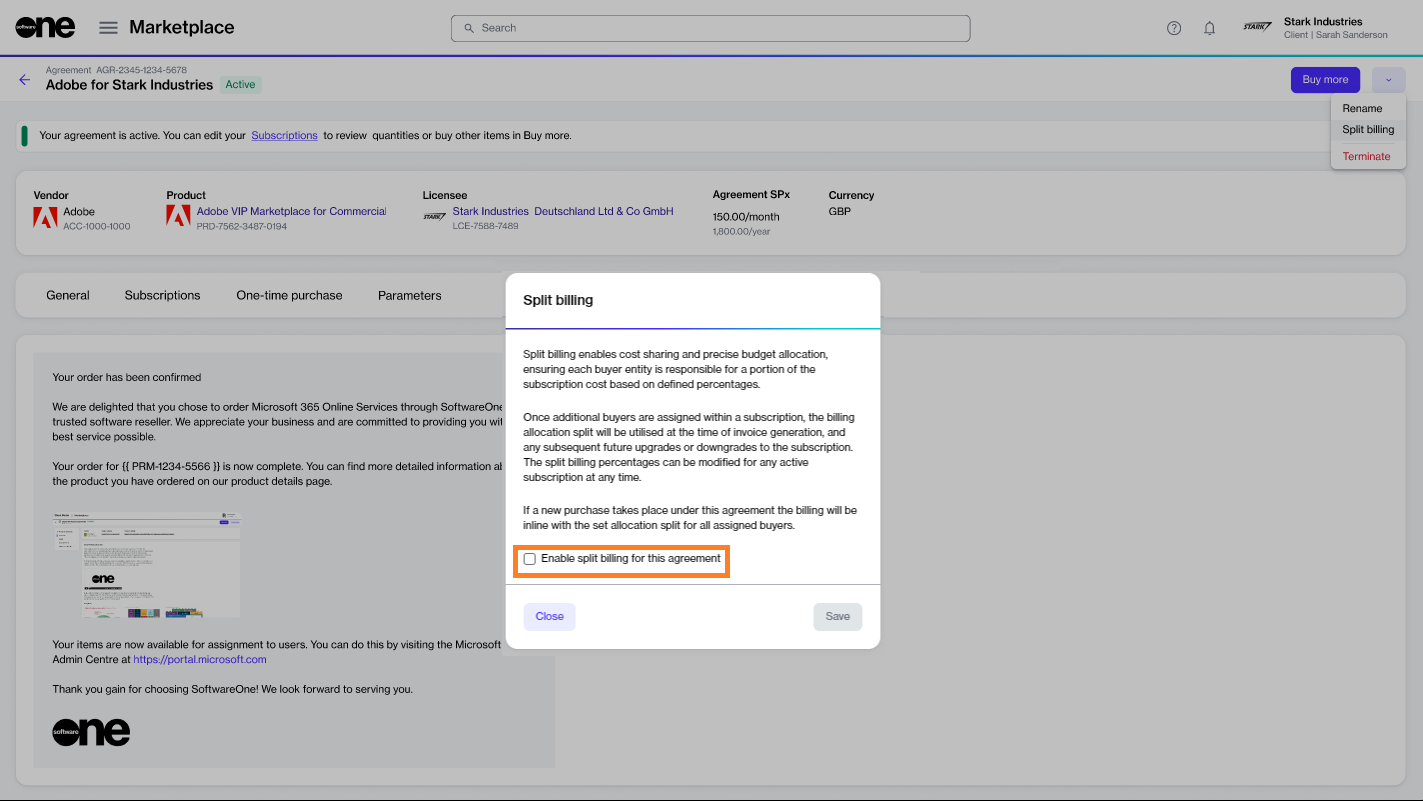 software one
Marketplace
Search
STARK
Stark Industries
Client | Sarah Sanderson
Agreement AGR-2345-1234-5678
Adobe for Stark Industries
Active
Buy more
Rename
Split billing
Terminate
Your agreement is active. You can edit your Subscriptions to review quantities or buy other items in Buy more.
Vendor
Adobe
ACC-1000-1000
Product
Adobe VIP Marketplace for Commercial
PRD-7562-3487-0194
Licensee
STARK
Stark Industries Deutschland Ltd & Co GmbH
LCE-7588-7489
Agreement SPx
150.00/month
1,800.00/year
Currency
GBP
General
Subscriptions
One-time purchase
Parameters
Your order has been confirmed
We are delighted that you chose to order Microsoft 365 Online Services through SoftwareOne
trusted software reseller. We appreciate your business and are committed to providing you wit
best service possible.
Your order for {{ PRM-1234-5566 }} is now complete. You can find more detailed information ab
the product you have ordered on our product details page.
one
Your items are now available for assignment to users. You can do this by visiting the Microsoft
Admin Centre at https://portal.microsoft.com
Thank you gain for choosing SoftwareOne! We look forward to serving you.
software one
Split billing
Split billing enables cost sharing and precise budget allocation,
ensuring each buyer entity is responsible for a portion of the
subscription cost based on defined percentages.
Once additional buyers are assigned within a subscription, the billing
allocation split will be utilised at the time of invoice generation, and
any subsequent future upgrades or downgrades to the subscription.
The split billing percentages can be modified for any active
subscription at any time.
If a new purchase takes place under this agreement the billing will be
inline with the set allocation split for all assigned buyers.
Enable split billing for this agreement
Close
Save